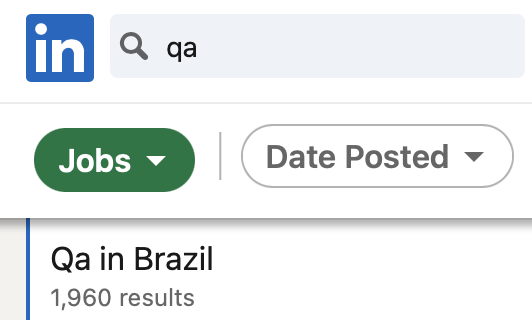 in
qa
Jobs
Date Posted
Qa in Brazil
1,960 results